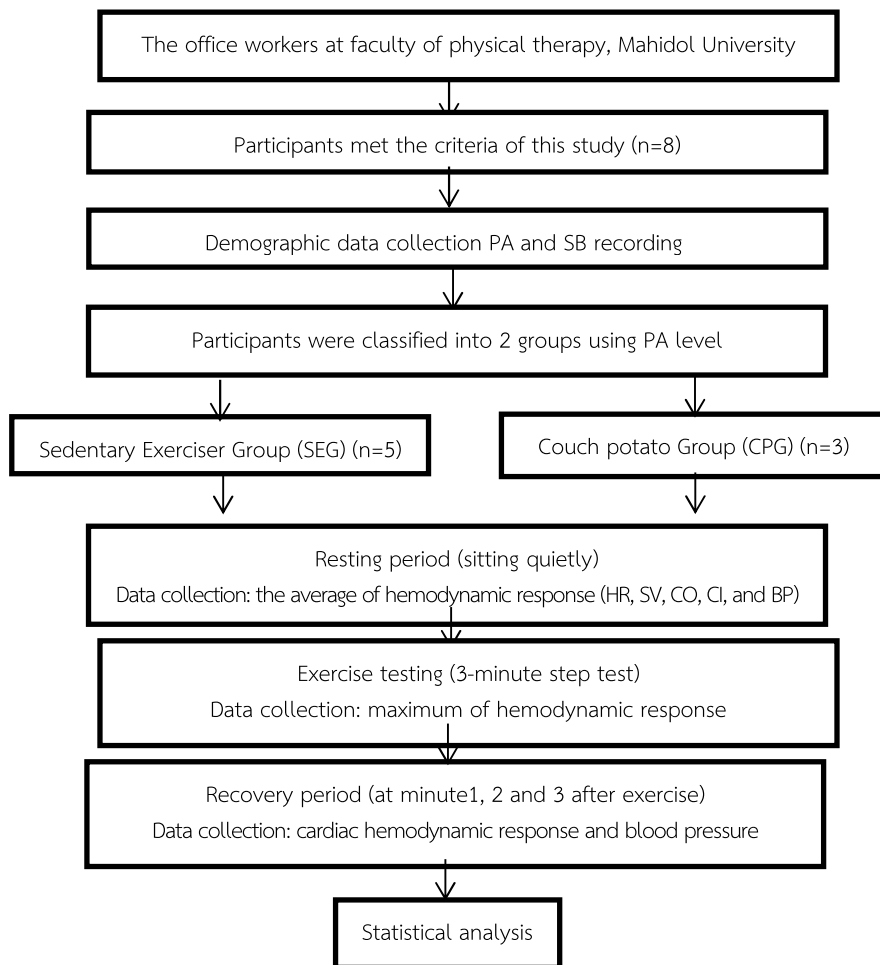 The office workers at faculty of physical therapy, Mahidol University
Participants met the criteria of this study (n=8)
Demographic data collection PA and SB recording
Participants were classified into 2 groups using PA level
Sedentary Exerciser Group (SEG) (n=5)
Couch potato Group (CPG) (n=3)
Resting period (sitting quietly)
Data collection: the average of hemodynamic response (HR, SV, CO, CI, and BP)
Exercise testing (3-minute step test)
Data collection: maximum of hemodynamic response
Recovery period (at minute1, 2 and 3 after exercise)
Data collection: cardiac hemodynamic response and blood pressure
Statistical analysis